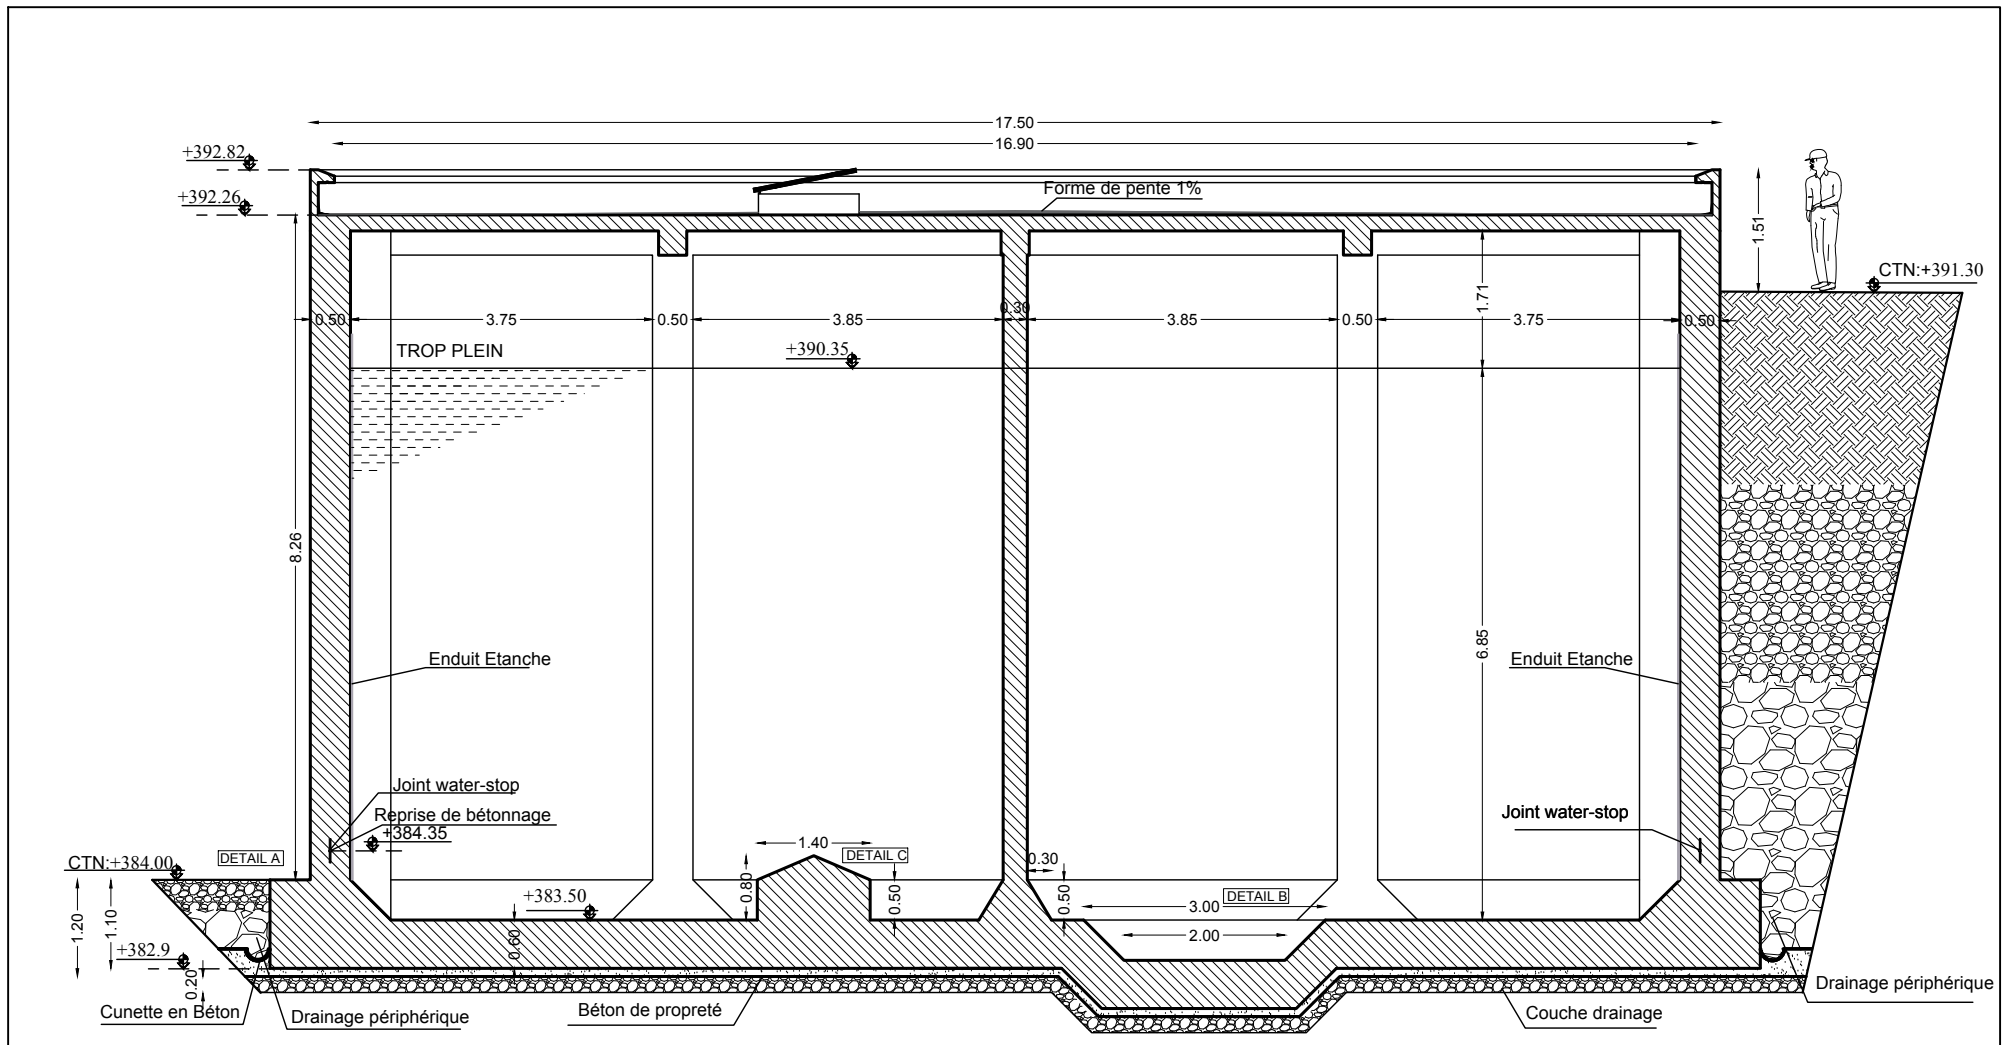 17.50
16.90
+392.82
+392.26
Forme de pente 1%
1.51
CTN:+391.30
1.71
0.50
3.75
0.50
3.85
0.30
3.85
0.50
3.75
0.50
TROP PLEIN
+390.35
8.26
6.85
Enduit Etanche
Enduit Etanche
Joint water-stop
Reprise de bétonnage
+384.35
Joint water-stop
CTN:+384.00
DETAIL A
1.40
DETAIL C
0.30
0.80
0.50
0.50
DETAIL B
3.00
+383.50
2.00
1.20
1.10
0.60
+382.9
0.20
Cunette en Béton
Drainage périphérique
Béton de propreté
Couche drainage
Drainage périphérique